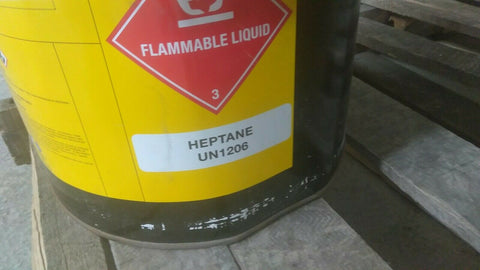 FLAMMABLE LIQUID
3
HEPTANE
UN1206